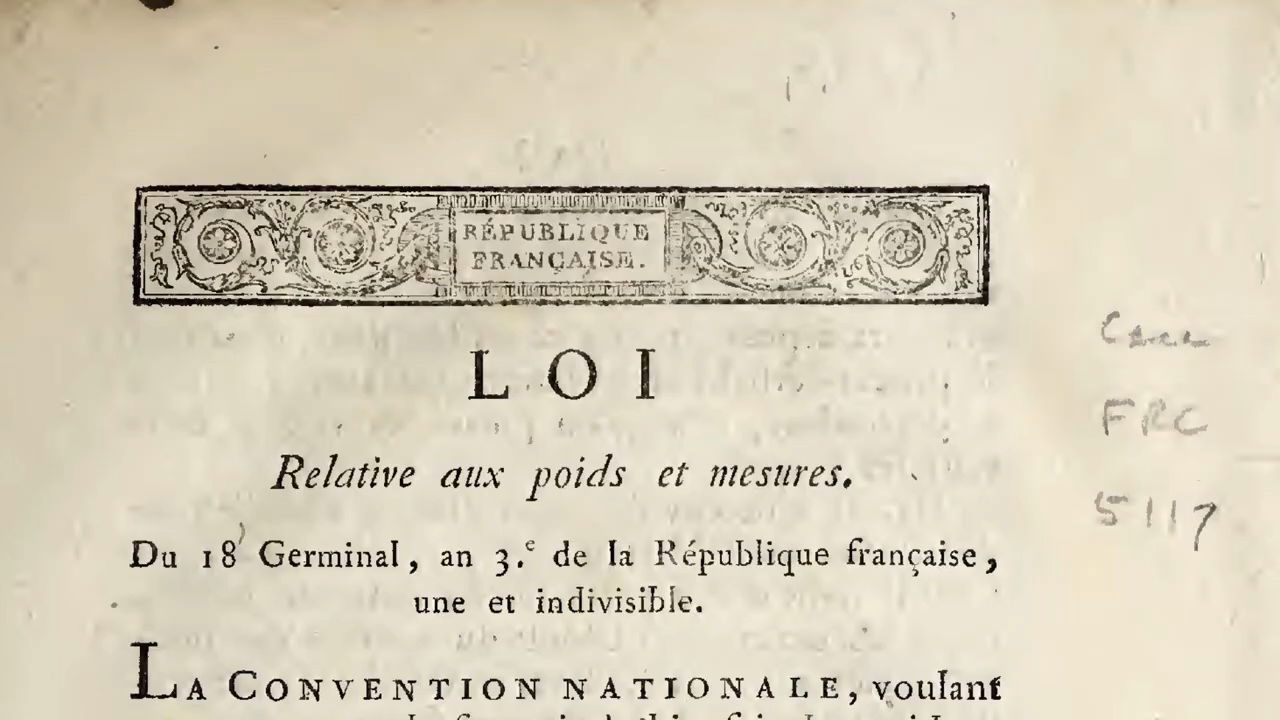 RÉPUBLIQUE
FRANÇAISE.
LOI
Relative aux poids et mesures.
Du 18 Germinal, an 3.e de la République française,
une et indivisible.
LA CONVENTION NATIONALE, voulant
FRC
5117